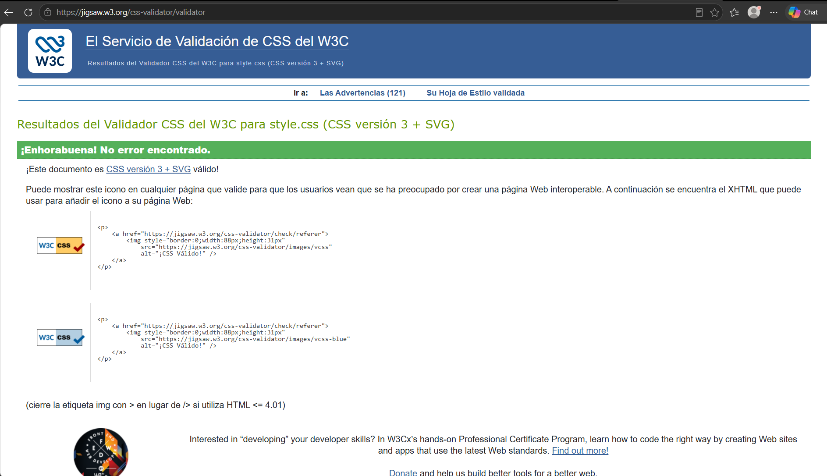 https://jigsaw.w3.org/css-validator/validator
Chat
W3C
El Servicio de Validación de CSS del W3C
Resultados del Validador CSS del W3C para style.css (CSS versión 3 + SVG)
Ir a: Las Advertencias (121) Su Hoja de Estilo validada
Resultados del Validador CSS del W3C para style.css (CSS versión 3 + SVG)
¡Enhorabuena! No error encontrado.
¡Este documento es CSS versión 3 + SVG válido!
Puede mostrar este icono en cualquier página que valide para que los usuarios vean que se ha preocupado por crear una página Web interoperable. A continuación se encuentra el XHTML que puede
usar para añadir el icono a su página Web:
W3C CSS
<p>
<a href="https://jigsaw.w3.org/css-validator/check/referer">
<img style="border:0;width:88px;height:31px"
src="https://jigsaw.w3.org/css-validator/images/vcss"
alt="¡CSS Válido!" />
</a>
</p>
W3C CSS
<p>
<a href="https://jigsaw.w3.org/css-validator/check/referer">
<img style="border:0;width:88px;height:31px"
src="https://jigsaw.w3.org/css-validator/images/vcss-blue"
alt="¡CSS Válido!" />
</a>
</p>
(cierre la etiqueta img con > en lugar de /> si utiliza HTML <= 4.01)
Interested in “developing” your developer skills? In W3Cx's hands-on Professional Certificate Program, learn how to code the right way by creating Web sites
and apps that use the latest Web standards. Find out more!
Donate and help us build better tools for a better web.